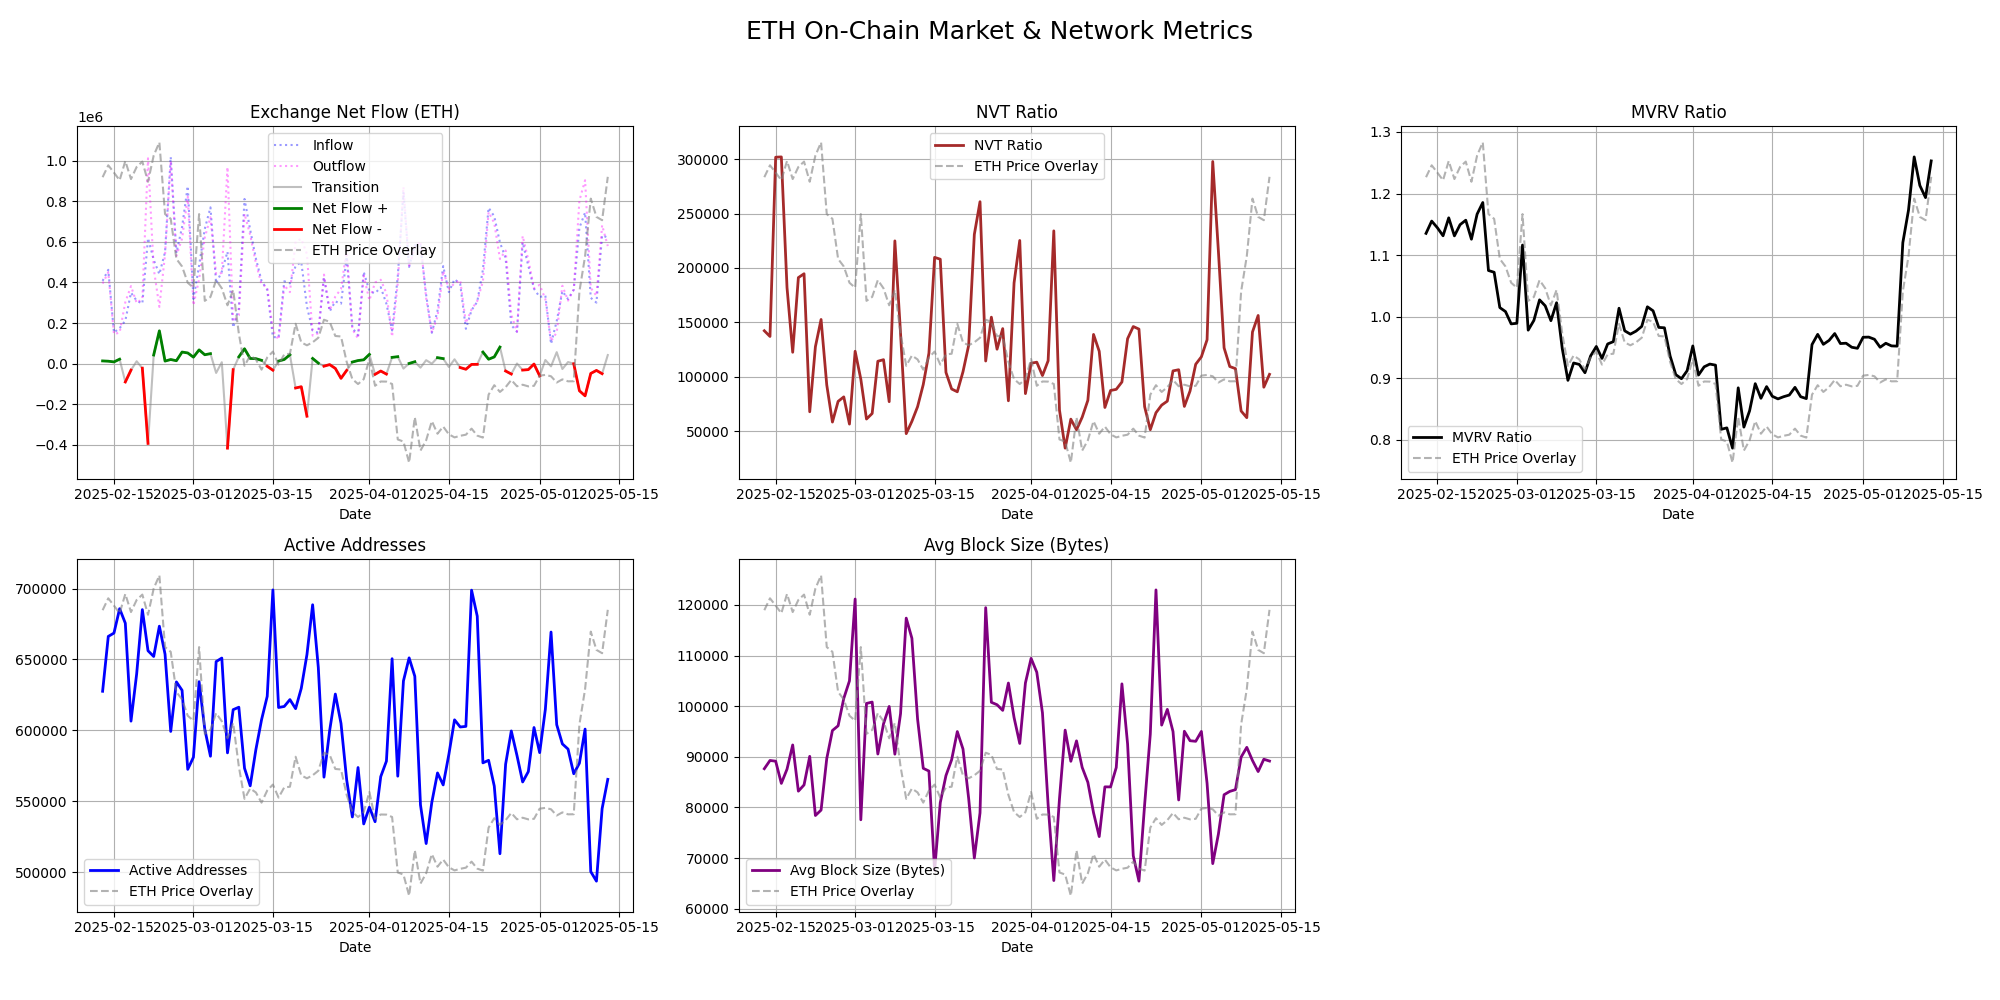 ETH On-Chain Market & Network Metrics
Exchange Net Flow (ETH)
1e6
1.0
0.8
0.6
0.4
0.2
0.0
−0.2
−0.4
Inflow
Outflow
Transition
Net Flow +
Net Flow -
ETH Price Overlay
2025-02-15
2025-03-01
2025-03-15
2025-04-01
2025-04-15
2025-05-01
2025-05-15
Date
NVT Ratio
300000
250000
200000
150000
100000
50000
NVT Ratio
ETH Price Overlay
2025-02-15
2025-03-01
2025-03-15
2025-04-01
2025-04-15
2025-05-01
2025-05-15
Date
MVRV Ratio
1.3
1.2
1.1
1.0
0.9
0.8
MVRV Ratio
ETH Price Overlay
2025-02-15
2025-03-01
2025-03-15
2025-04-01
2025-04-15
2025-05-01
2025-05-15
Date
Active Addresses
700000
650000
600000
550000
500000
Active Addresses
ETH Price Overlay
2025-02-15
2025-03-01
2025-03-15
2025-04-01
2025-04-15
2025-05-01
2025-05-15
Date
Avg Block Size (Bytes)
120000
110000
100000
90000
80000
70000
60000
Avg Block Size (Bytes)
ETH Price Overlay
2025-02-15
2025-03-01
2025-03-15
2025-04-01
2025-04-15
2025-05-01
2025-05-15
Date